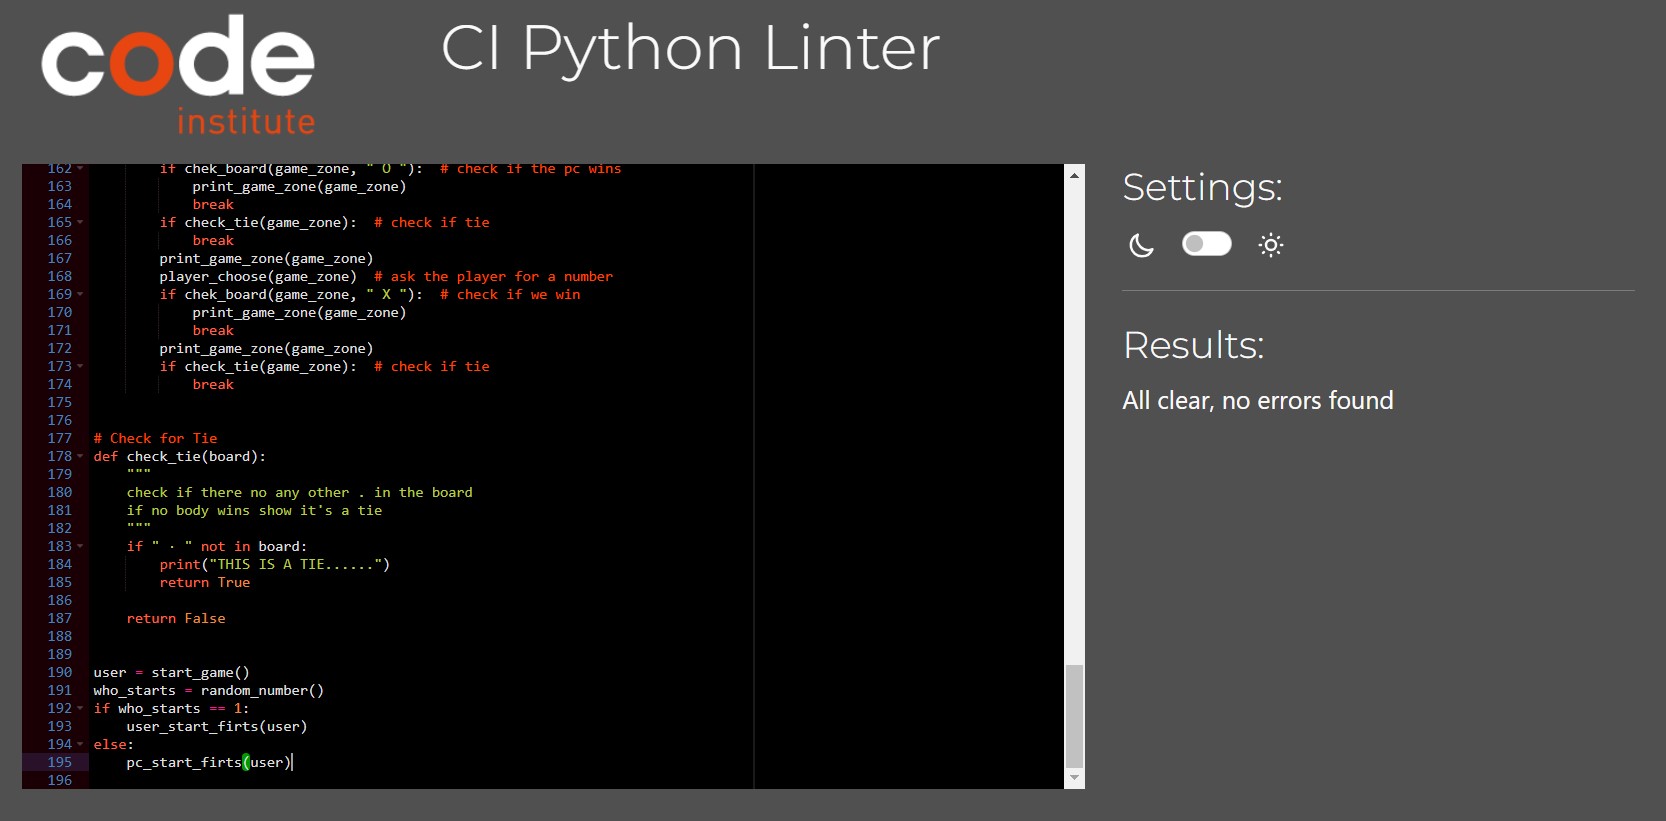 code
institute
CI Python Linter
162 if chek_board(game_zone, " O "):  # check if the pc wins
163 print_game_zone(game_zone)
164 break
165 if check_tie(game_zone):  # check if tie
166 break
167 print_game_zone(game_zone)
168 player_choose(game_zone)  # ask the player for a number
169 if chek_board(game_zone, " X "):  # check if we win
170 print_game_zone(game_zone)
171 break
172 print_game_zone(game_zone)
173 if check_tie(game_zone):  # check if tie
174 break
175
176
177 # Check for Tie
178 def check_tie(board):
179 """
180 check if there no any other . in the board
181 if no body wins show it's a tie
182 """
183 if " · " not in board:
184 print("THIS IS A TIE......")
185 return True
186
187 return False
188
189
190 user = start_game()
191 who_starts = random_number()
192 if who_starts == 1:
193 user_start_firts(user)
194 else:
195 pc_start_firts(user)
196
Settings:
Results:
All clear, no errors found